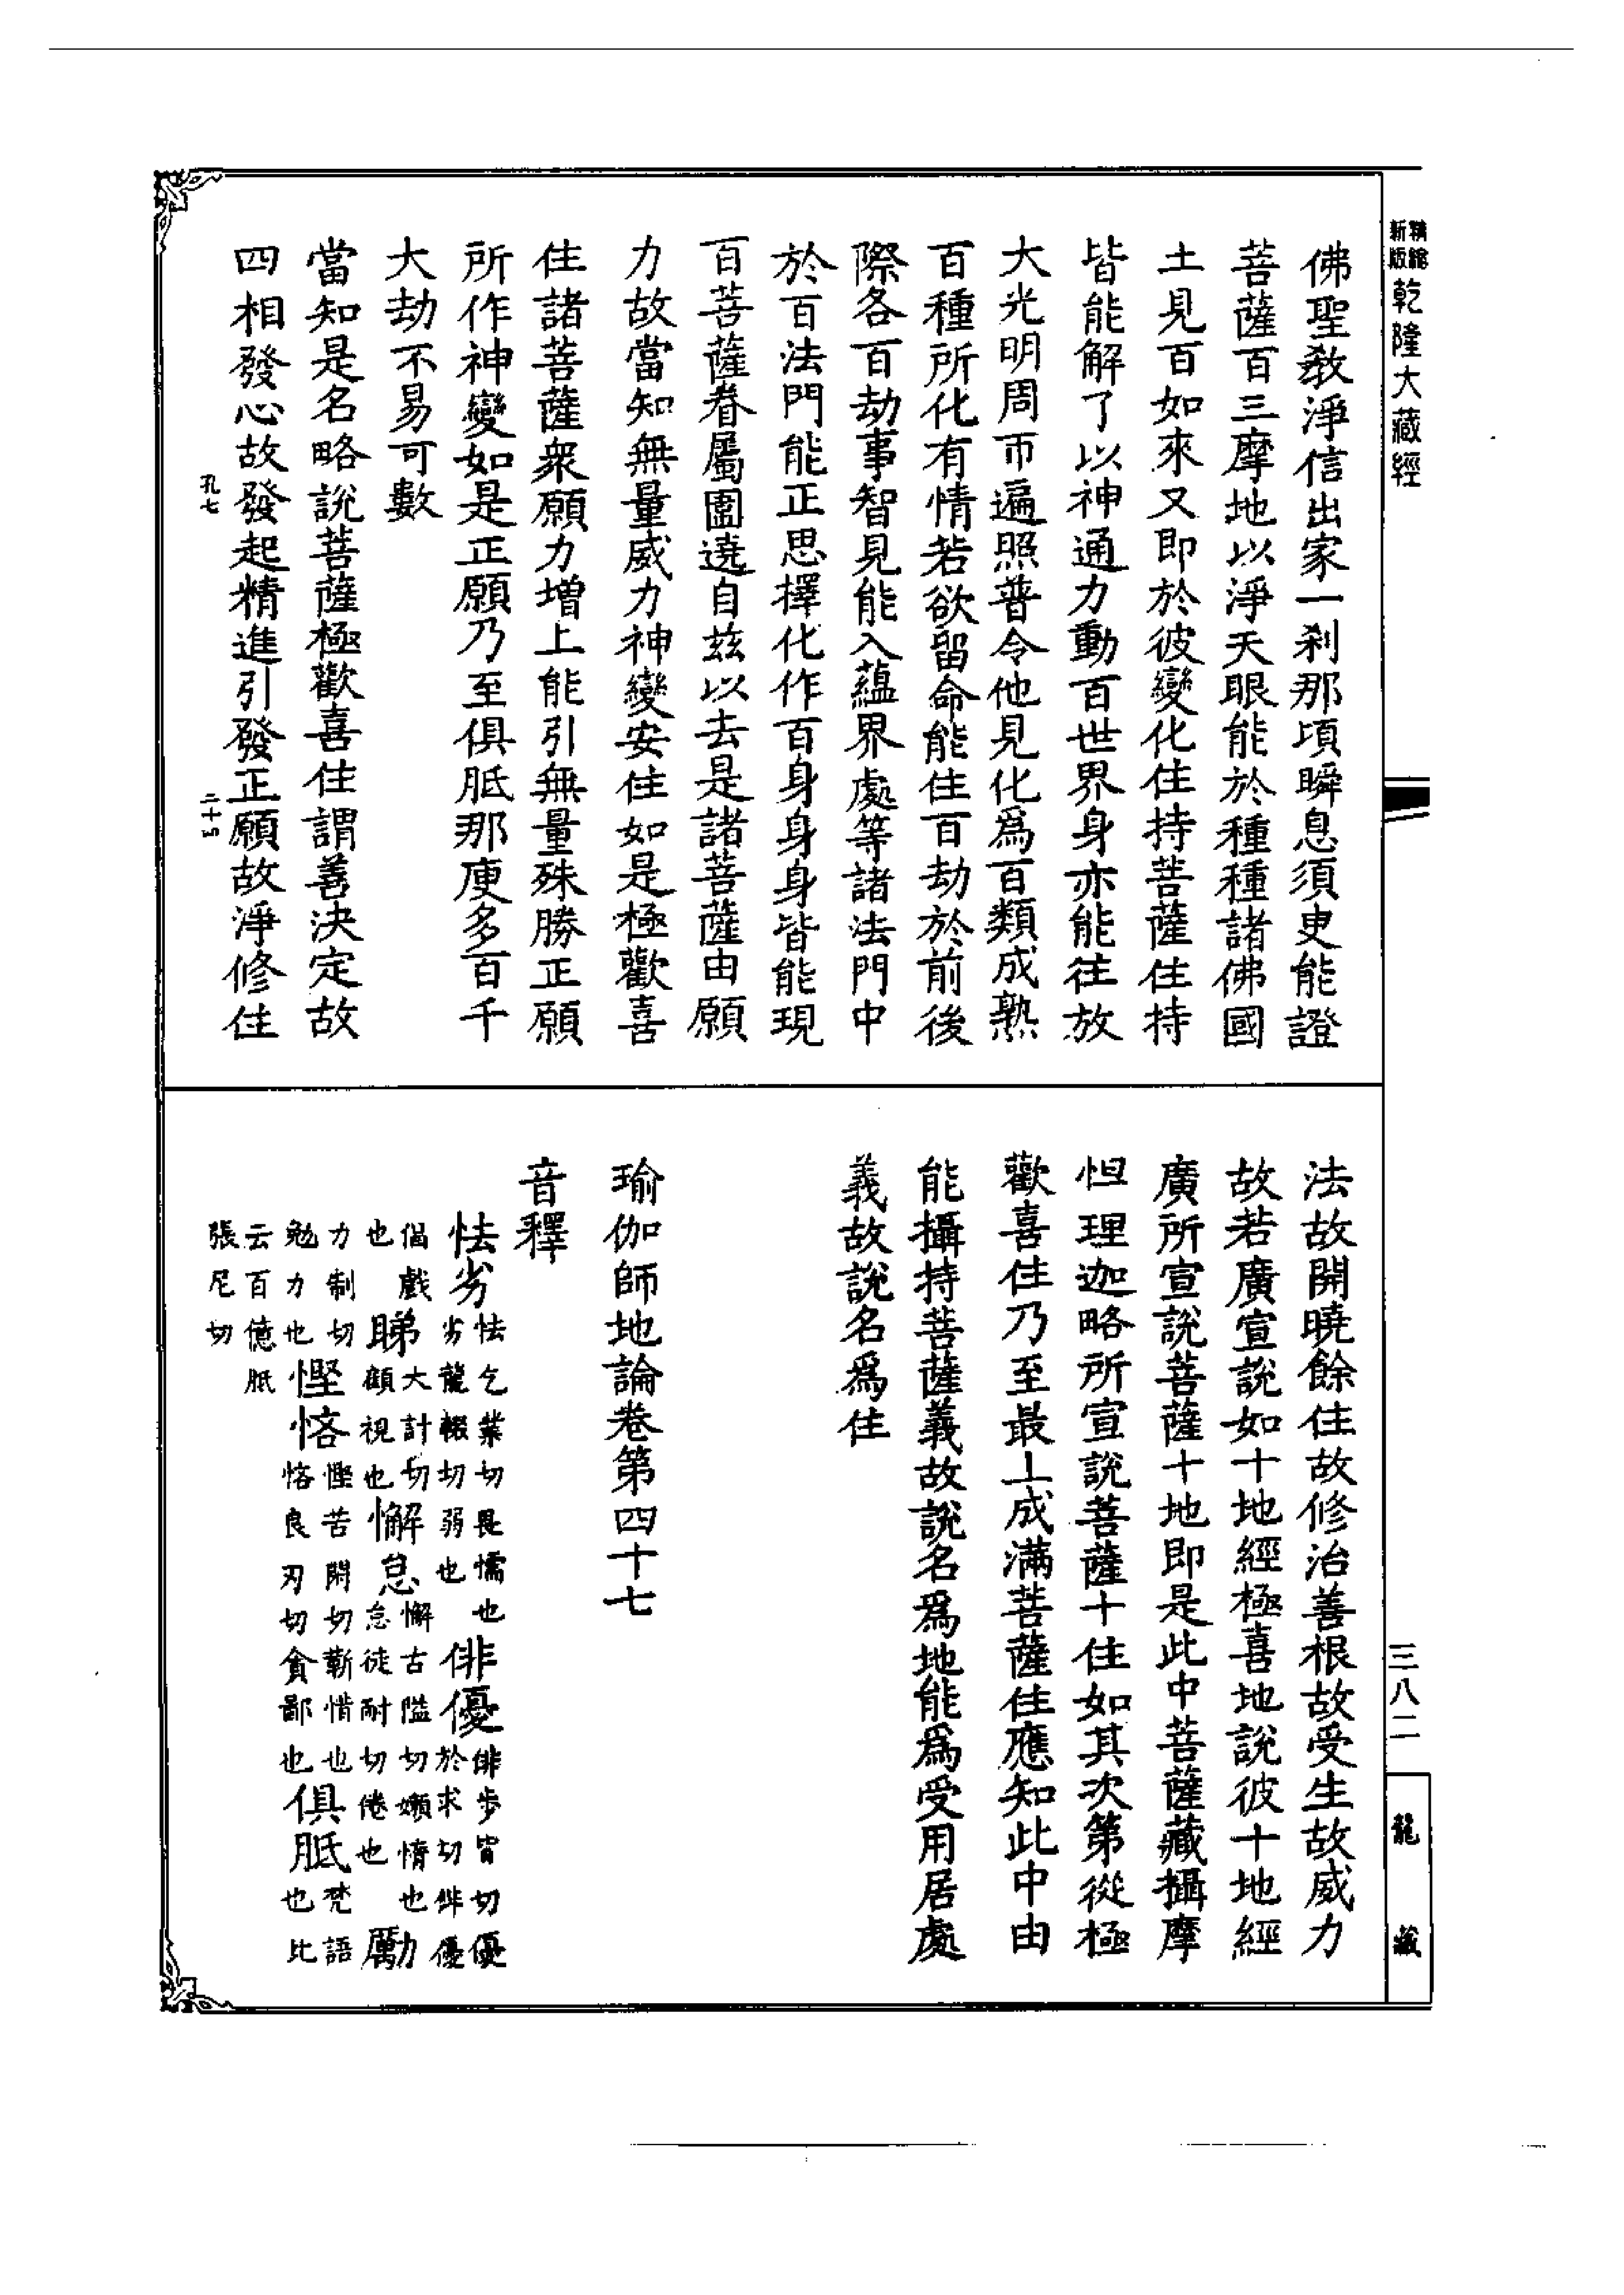 新版精縮乾隆大藏經
佛聖教淨信出家一刹那頃瞬息須臾能證
菩薩百三摩地以淨天眼能於種種諸佛國
土見百如來又即於彼變化住持菩薩住持
皆能解了以神通力動百世界身亦能往放
大光明周帀遍照普令他見化爲百類成熟
百種所化有情若欲留命能住百劫於前後
際各百劫事智見能入蘊界處等諸法門中
於百法門能正思擇化作百身身身皆能現
百菩薩眷屬圍遶自兹以去是諸菩薩由願
力故當知無量威力神變安住如是極歡喜
住諸菩薩衆願力增上能引無量殊勝正願
所作神變如是正願乃至俱胝那庾多百千
大劫不易可數
當知是名略說菩薩極歡喜住謂善決定故
四相發心故發起精進引發正願故淨修住
孔七 二十四
法故開曉餘住故修治善根故受生故威力
故若廣宣說如十地經極喜地說彼十地經
廣所宣說菩薩十地即是此中菩薩藏攝摩
怛理迦略所宣說菩薩十住如其次第從極
歡喜住乃至最上成滿菩薩住應知此中由
能攝持菩薩義故說名爲地能爲受用居處
義故說名爲住
瑜伽師地論卷第四十七
音釋
怯劣怯乞業切畏懦也劣龍輟切弱也俳優俳步皆切優於求切俳優
倡戲也睇大計切顧視也懈怠懈古隘切嬾惰也怠徒耐切倦也勵
力制切勉力也慳悋慳苦閑切靳惜也悋良刃切貪鄙也俱胝梵語也比
云百億胝
張尼切
三八二
龍藏